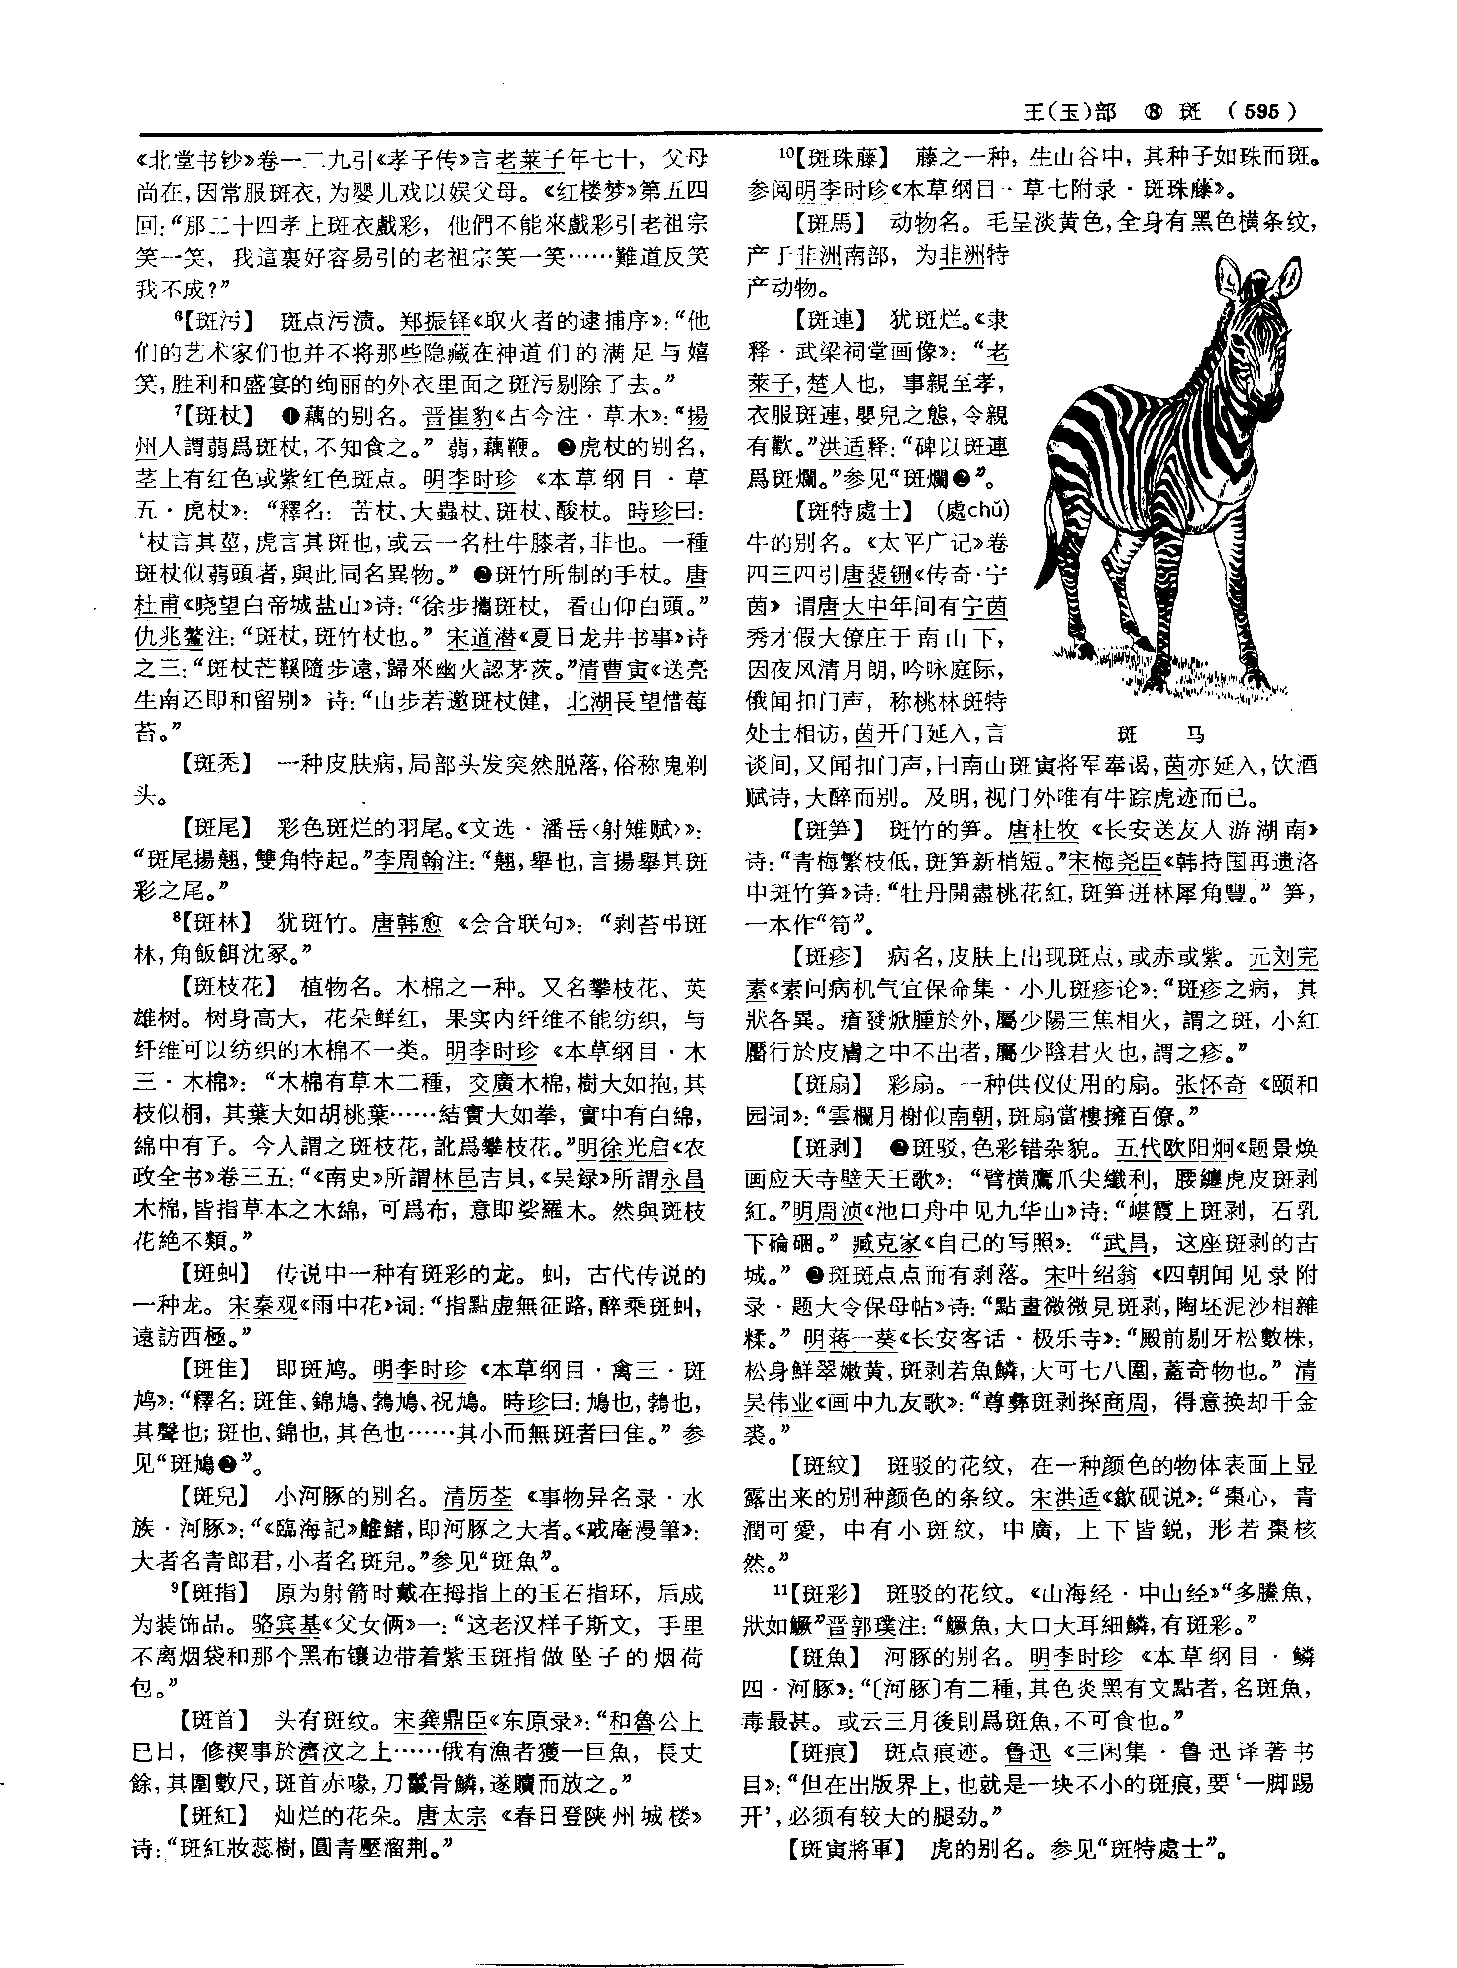 王(玉)部 ⑧ 斑 (595)
《北堂书钞》卷一二九引《孝子传》言老莱子年七十，父母
尚在，因常服斑衣，为婴儿戏以娱父母。《红楼梦》第五四
回：“那二十四孝上斑衣戲彩，他們不能來戲彩引老祖宗
笑一笑，我這裏好容易引的老祖宗笑一笑……難道反笑
我不成？”
⁶【斑污】 斑点污渍。郑振铎《取火者的逮捕序》：“他
们的艺术家们也并不将那些隐藏在神道们的满足与嬉
笑，胜利和盛宴的绚丽的外衣里面之斑污剔除了去。”
⁷【斑杖】 ❶藕的别名。晋崔豹《古今注·草木》：“揚
州人謂蒻爲斑杖，不知食之。”蒻，藕鞭。❷虎杖的别名，
茎上有红色或紫红色斑点。明李时珍《本草纲目·草
五·虎杖》：“釋名：苦杖、大蟲杖、斑杖、酸杖。時珍曰：
‘杖言其莖，虎言其斑也，或云一名杜牛膝者，非也。一種
斑杖似蒻頭者，與此同名異物。”❸斑竹所制的手杖。唐
杜甫《晓望白帝城盐山》诗：“徐步攜斑杖，看山仰白頭。”
仇兆鳌注：“斑杖，斑竹杖也。”宋道潜《夏日龙井书事》诗
之三：“斑杖芒鞵隨步遠，歸來幽火認茅茨。”清曹寅《送亮
生南还即和留别》诗：“山步若邀斑杖健，北湖長望惜莓
苔。”
【斑秃】 一种皮肤病，局部头发突然脱落，俗称鬼剃
头。
【斑尾】 彩色斑烂的羽尾。《文选·潘岳〈射雉赋〉》：
“斑尾揚翹，雙角特起。”李周翰注：“翹，舉也，言揚舉其斑
彩之尾。”
⁸【斑林】 犹斑竹。唐韩愈《会合联句》：“剥苔弔斑
林，角飯餌沈冢。”
【斑枝花】 植物名。木棉之一种。又名攀枝花、英
雄树。树身高大，花朵鲜红，果实内纤维不能纺织，与
纤维可以纺织的木棉不一类。明李时珍《本草纲目·木
三·木棉》：“木棉有草木二種，交廣木棉，樹大如抱，其
枝似桐，其葉大如胡桃葉……結實大如拳，實中有白綿，
綿中有子。今人謂之斑枝花，訛爲攀枝花。”明徐光启《农
政全书》卷三五：“《南史》所謂林邑吉貝，《吴録》所謂永昌
木棉，皆指草本之木綿，可爲布，意即娑羅木。然與斑枝
花絶不類。”
【斑虯】 传说中一种有斑彩的龙。虯，古代传说的
一种龙。宋秦观《雨中花》词：“指點虚無征路，醉乘斑虯，
遠訪西極。”
【斑隹】 即斑鸠。明李时珍《本草纲目·禽三·斑
鸠》：“釋名：斑隹、錦鳩、鵓鳩、祝鳩。時珍曰：鳩也，鵓也，
其聲也；斑也、錦也，其色也……其小而無斑者曰隹。”参
见“斑鳩❷”。
【斑兒】 小河豚的别名。清厉荃《事物异名录·水
族·河豚》：“《臨海記》䱌鯌，即河豚之大者。《戒庵漫筆》：
大者名青郎君，小者名斑兒。”参见“斑魚”。
⁹【斑指】 原为射箭时戴在拇指上的玉石指环，后成
为装饰品。骆宾基《父女俩》一：“这老汉样子斯文，手里
不离烟袋和那个黑布镶边带着紫玉斑指做坠子的烟荷
包。”
【斑首】 头有斑纹。宋龚鼎臣《东原录》：“和魯公上
巳日，修禊事於濟汶之上……俄有漁者獲一巨魚，長丈
餘，其圍數尺，斑首赤喙，刀鬣骨鱗，遂贖而放之。”
【斑紅】 灿烂的花朵。唐太宗《春日登陕州城楼》
诗：“斑紅妝蕊樹，圓青壓溜荆。”
¹⁰【斑珠藤】 藤之一种，生山谷中，其种子如珠而斑。
参阅明李时珍《本草纲目·草七附录·斑珠藤》。
【斑馬】 动物名。毛呈淡黄色，全身有黑色横条纹，
产于非洲南部，为非洲特
产动物。
【斑連】 犹斑烂。《隶
释·武梁祠堂画像》：“老
萊子，楚人也，事親至孝，
衣服斑連，嬰兒之態，令親
有歡。”洪适释：“碑以斑連
爲斑爛。”参见“斑爛❷”。
【斑特處士】 (處chǔ)
牛的别名。《太平广记》卷
四三四引唐裴铏《传奇·宁
茵》谓唐大中年间有宁茵
秀才假大僚庄于南山下，
因夜风清月朗，吟咏庭际，
俄闻扣门声，称桃林斑特
处士相访，茵开门延入，言
斑 马
谈间，又闻扣门声，曰南山斑寅将军奉谒，茵亦延入，饮酒
赋诗，大醉而别。及明，视门外唯有牛踪虎迹而已。
【斑笋】 斑竹的笋。唐杜牧《长安送友人游湖南》
诗：“青梅繁枝低，斑笋新梢短。”宋梅尧臣《韩持国再遗洛
中斑竹笋》诗：“牡丹開盡桃花紅，斑笋迸林犀角豐。”笋，
一本作“筍”。
【斑疹】 病名，皮肤上出现斑点，或赤或紫。元刘完
素《素问病机气宜保命集·小儿斑疹论》：“斑疹之病，其
狀各異。瘡發焮腫於外，屬少陽三焦相火，謂之斑，小紅
靨行於皮膚之中不出者，屬少陰君火也，謂之疹。”
【斑扇】 彩扇。一种供仪仗用的扇。张怀奇《颐和
园词》：“雲欄月榭似南朝，斑扇當樓擁百僚。”
【斑剥】 ❶斑驳，色彩错杂貌。五代欧阳炯《题景焕
画应天寺壁天王歌》：“臂横鷹爪尖纖利，腰纏虎皮斑剥
紅。”明周浈《池口舟中见九华山》诗：“嵁霞上斑剥，石乳
下碖硱。”臧克家《自己的写照》：“武昌，这座斑剥的古
城。”❷斑斑点点而有剥落。宋叶绍翁《四朝闻见录附
录·题大令保母帖》诗：“點畫微微見斑剥，陶坯泥沙相雜
糅。”明蒋一葵《长安客话·极乐寺》：“殿前剔牙松數株，
松身鮮翠嫩黄，斑剥若魚鱗，大可七八圍，蓋奇物也。”清
吴伟业《画中九友歌》：“尊彝斑剥探商周，得意换却千金
裘。”
【斑紋】 斑驳的花纹，在一种颜色的物体表面上显
露出来的别种颜色的条纹。宋洪适《歙砚说》：“棗心，青
潤可愛，中有小斑紋，中廣，上下皆鋭，形若棗核
然。”
¹¹【斑彩】 斑驳的花纹。《山海经·中山经》“多螣魚，
狀如鱖”晋郭璞注：“鱖魚，大口大耳細鱗，有斑彩。”
【斑魚】 河豚的别名。明李时珍《本草纲目·鳞
四·河豚》：“〔河豚〕有二種，其色炎黑有文點者，名斑魚，
毒最甚。或云三月後則爲斑魚，不可食也。”
【斑痕】 斑点痕迹。鲁迅《三闲集·鲁迅译著书
目》：“但在出版界上，也就是一块不小的斑痕，要‘一脚踢
开’，必须有较大的腿劲。”
【斑寅將軍】 虎的别名。参见“斑特處士”。